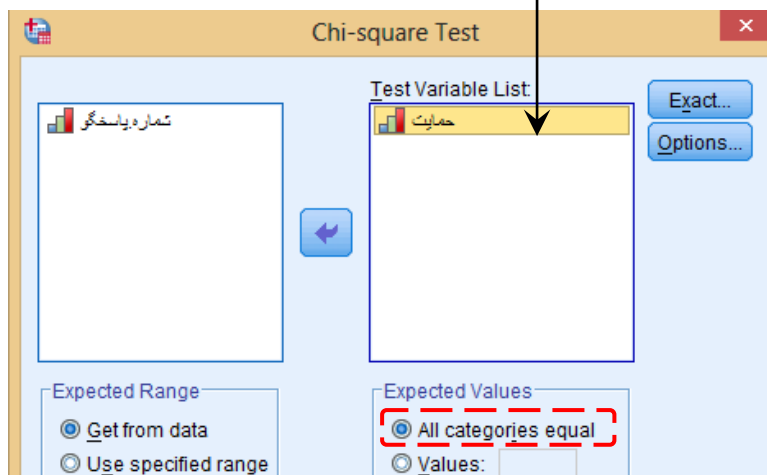 Chi-square Test
Test Variable List:
شماره.پاسخگو
حمایت
Exact...
Options...
Expected Range
Get from data
Use specified range
Expected Values
All categories equal
Values: